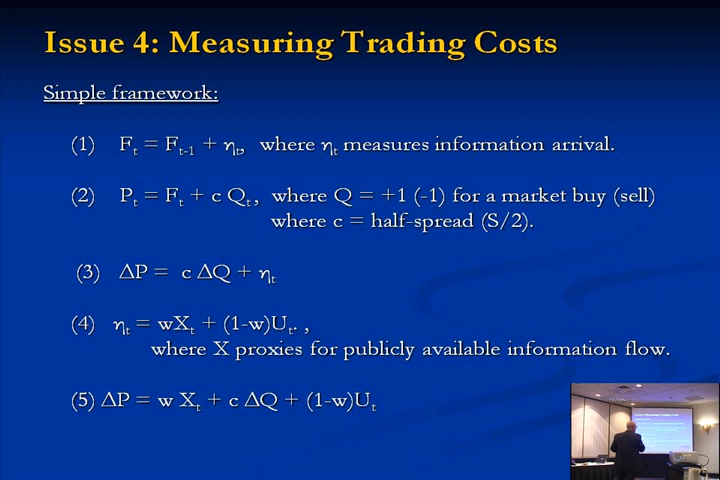 Issue 4: Measuring Trading Costs
Simple framework:
(1) Fₜ = Fₜ₋₁ + ηₜ, where ηₜ measures information arrival.
(2) Pₜ = Fₜ + c Qₜ , where Q = +1 (-1) for a market buy (sell)
where c = half-spread (S/2).
(3) ΔP = c ΔQ + ηₜ
(4) ηₜ = wXₜ + (1-w)Uₜ. ,
where X proxies for publicly available information flow.
(5) ΔP = w Xₜ + c ΔQ + (1-w)Uₜ